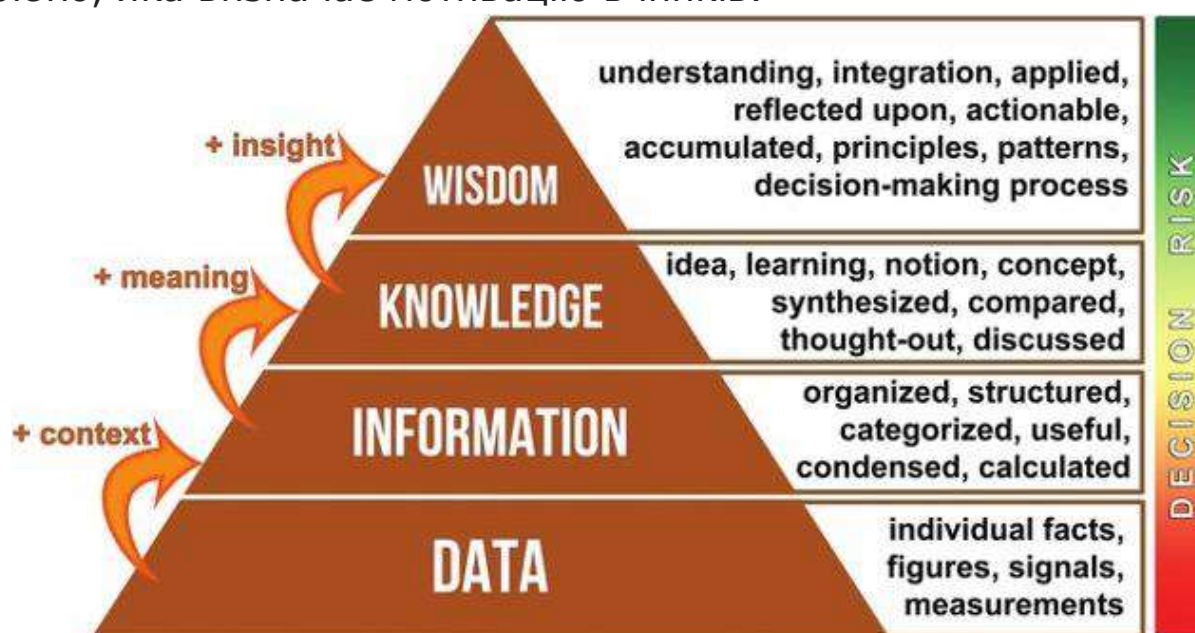 + insight
WISDOM
understanding, integration, applied,
reflected upon, actionable,
accumulated, principles, patterns,
decision-making process
+ meaning
KNOWLEDGE
idea, learning, notion, concept,
synthesized, compared,
thought-out, discussed
+ context
INFORMATION
organized, structured,
categorized, useful,
condensed, calculated
DATA
individual facts,
figures, signals,
measurements
DECISION RISK